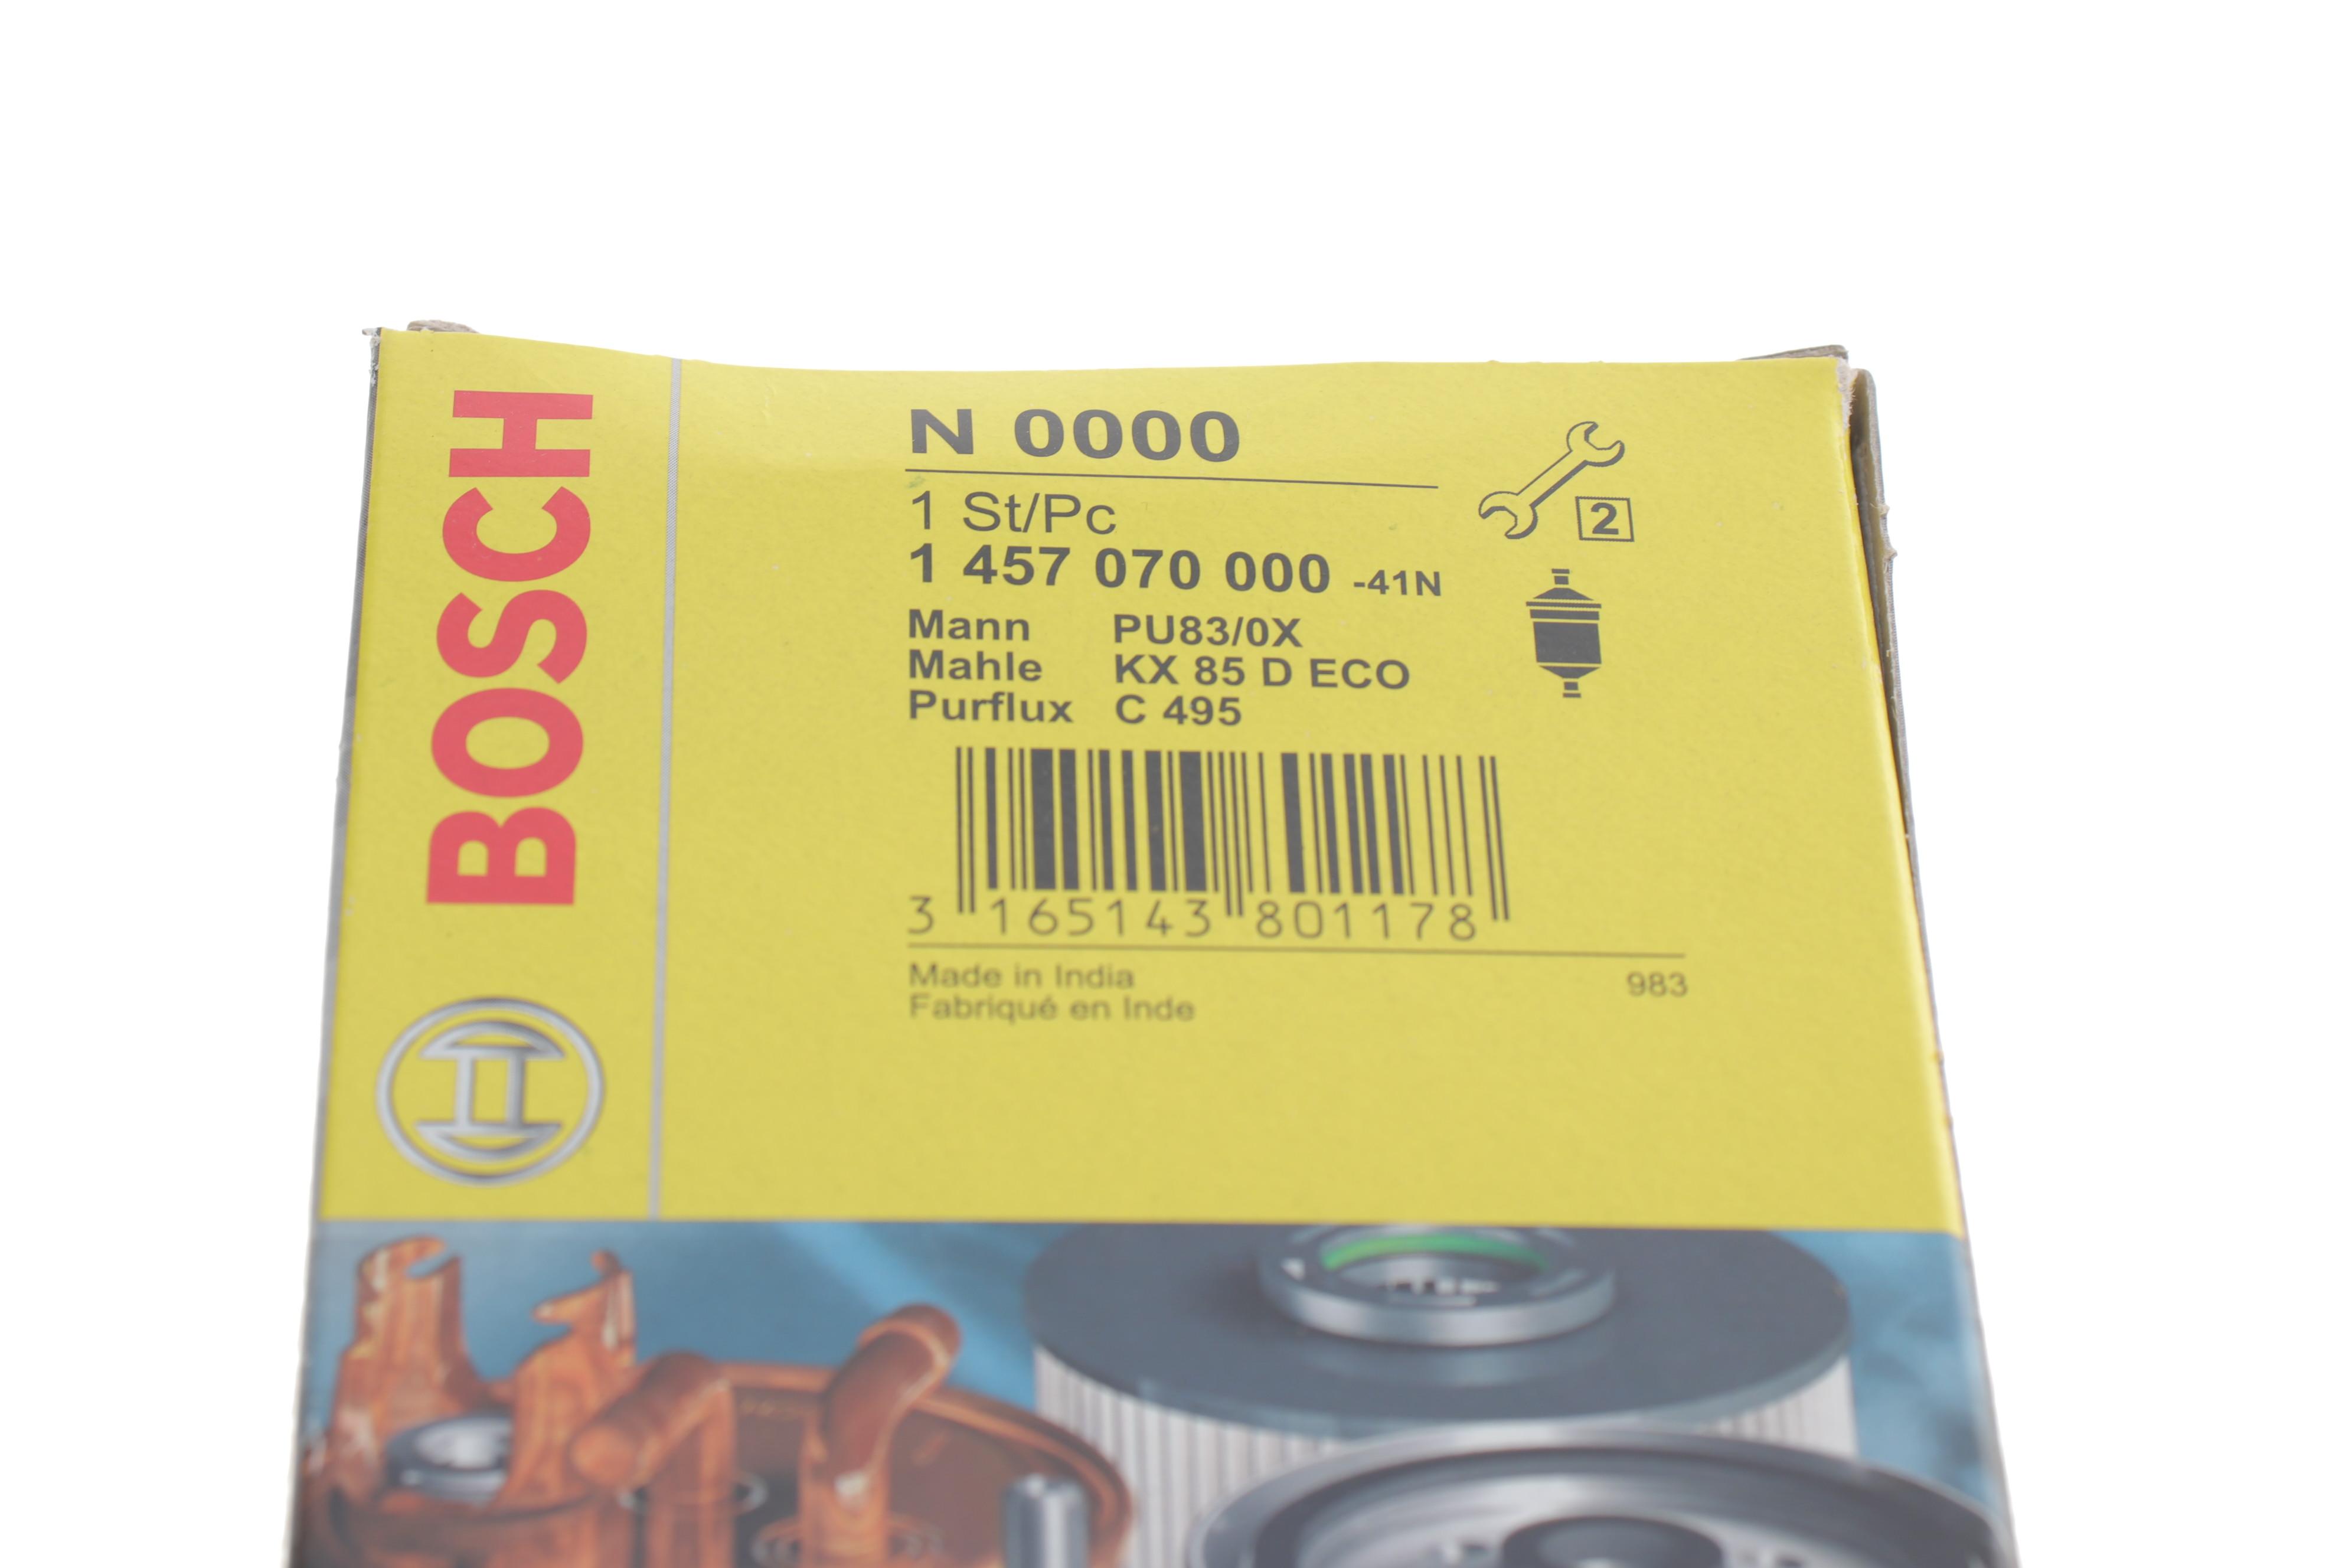 BOSCH
N 0000
1 St/Pc
2
1 457 070 000 -41N
Mann PU83/0X
Mahle KX 85 D ECO
Purflux C 495
3 165143 801178
Made in India 983
Fabriqué en Inde